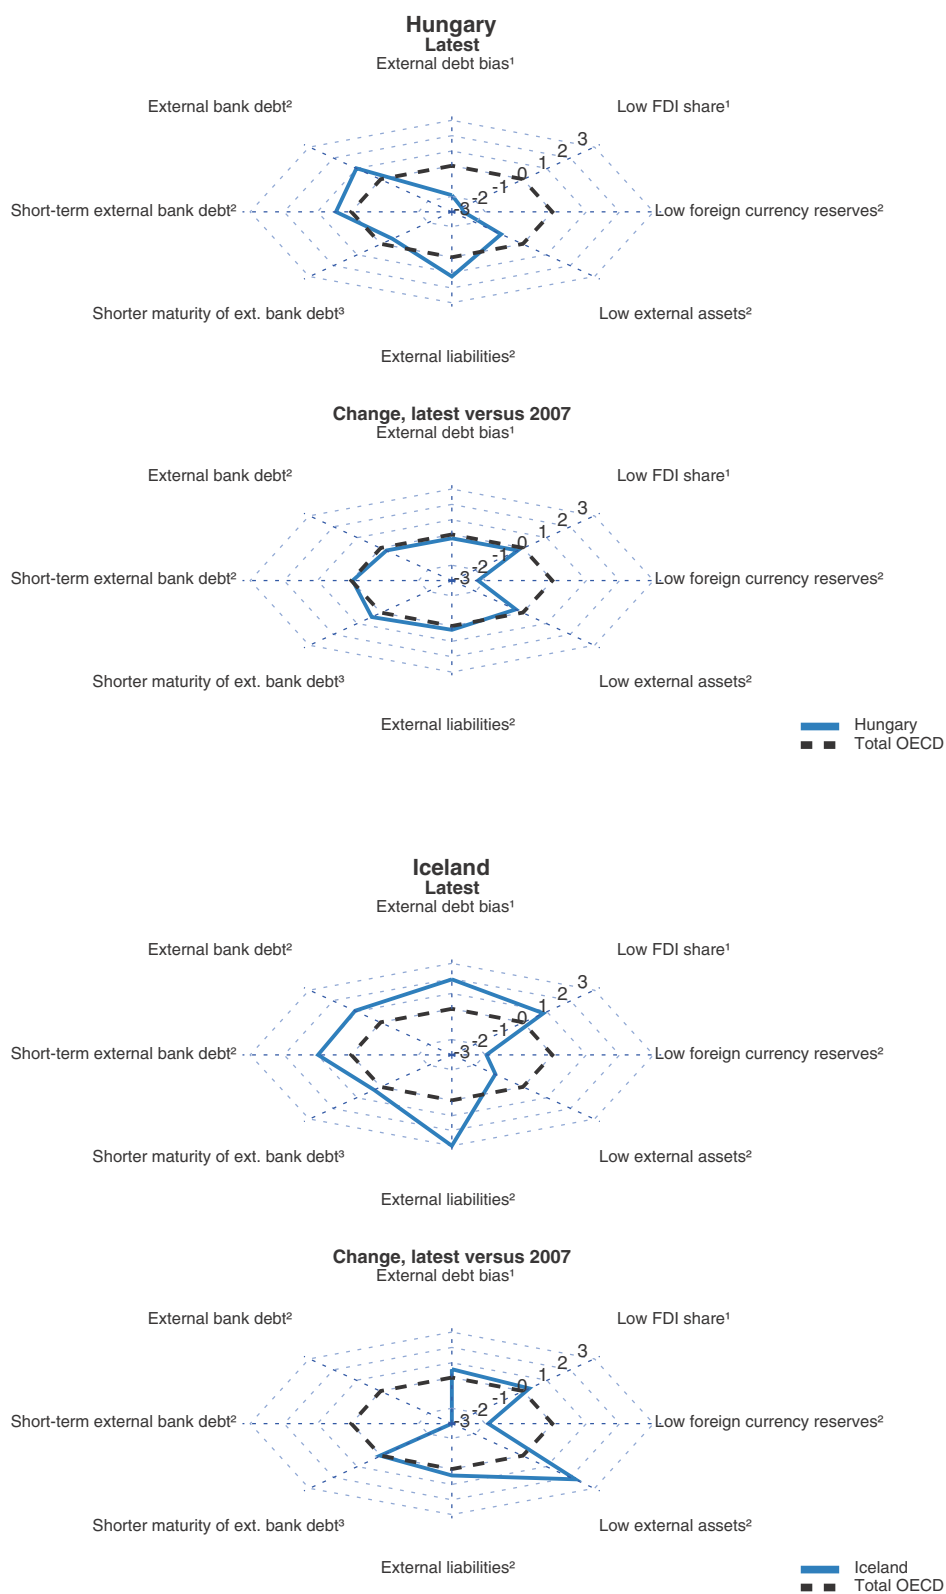 Hungary
Latest
External debt bias¹
External bank debt²
Low FDI share¹
3
2
1
0
-1
-2
-3
Short-term external bank debt²
Low foreign currency reserves²
Shorter maturity of ext. bank debt³
Low external assets²
External liabilities²
Change, latest versus 2007
External debt bias¹
External bank debt²
Low FDI share¹
3
2
1
0
-1
-2
-3
Short-term external bank debt²
Low foreign currency reserves²
Shorter maturity of ext. bank debt³
Low external assets²
External liabilities²
Hungary
Total OECD
Iceland
Latest
External debt bias¹
External bank debt²
Low FDI share¹
3
2
1
0
-1
-2
-3
Short-term external bank debt²
Low foreign currency reserves²
Shorter maturity of ext. bank debt³
Low external assets²
External liabilities²
Change, latest versus 2007
External debt bias¹
External bank debt²
Low FDI share¹
3
2
1
0
-1
-2
-3
Short-term external bank debt²
Low foreign currency reserves²
Shorter maturity of ext. bank debt³
Low external assets²
External liabilities²
Iceland
Total OECD